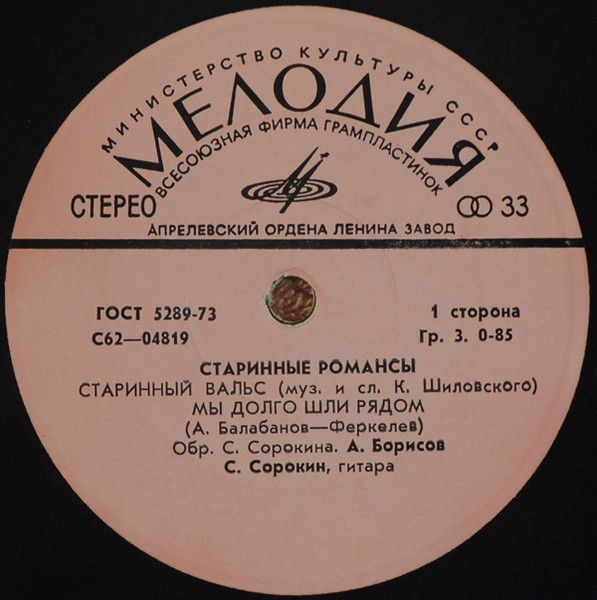 МИНИСТЕРСТВО КУЛЬТУРЫ СССР
МЕЛОДИЯ
ВСЕСОЮЗНАЯ ФИРМА ГРАМПЛАСТИНОК
СТЕРЕО
33
АПРЕЛЕВСКИЙ ОРДЕНА ЛЕНИНА ЗАВОД
ГОСТ 5289-73
1 сторона
С62—04819
Гр. 3. 0-85
СТАРИННЫЕ РОМАНСЫ
СТАРИННЫЙ ВАЛЬС (муз. и сл. К. Шиловского)
МЫ ДОЛГО ШЛИ РЯДОМ
(А. Балабанов—Феркелев)
Обр. С. Сорокина. А. Борисов
С. Сорокин, гитара